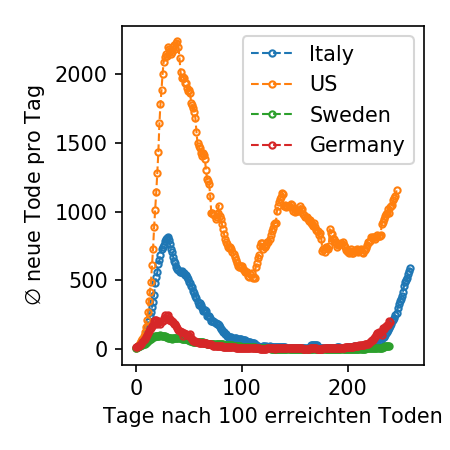 Italy
US
Sweden
Germany
∅ neue Tode pro Tag
2000
1500
1000
500
0
0
100
200
Tage nach 100 erreichten Toden